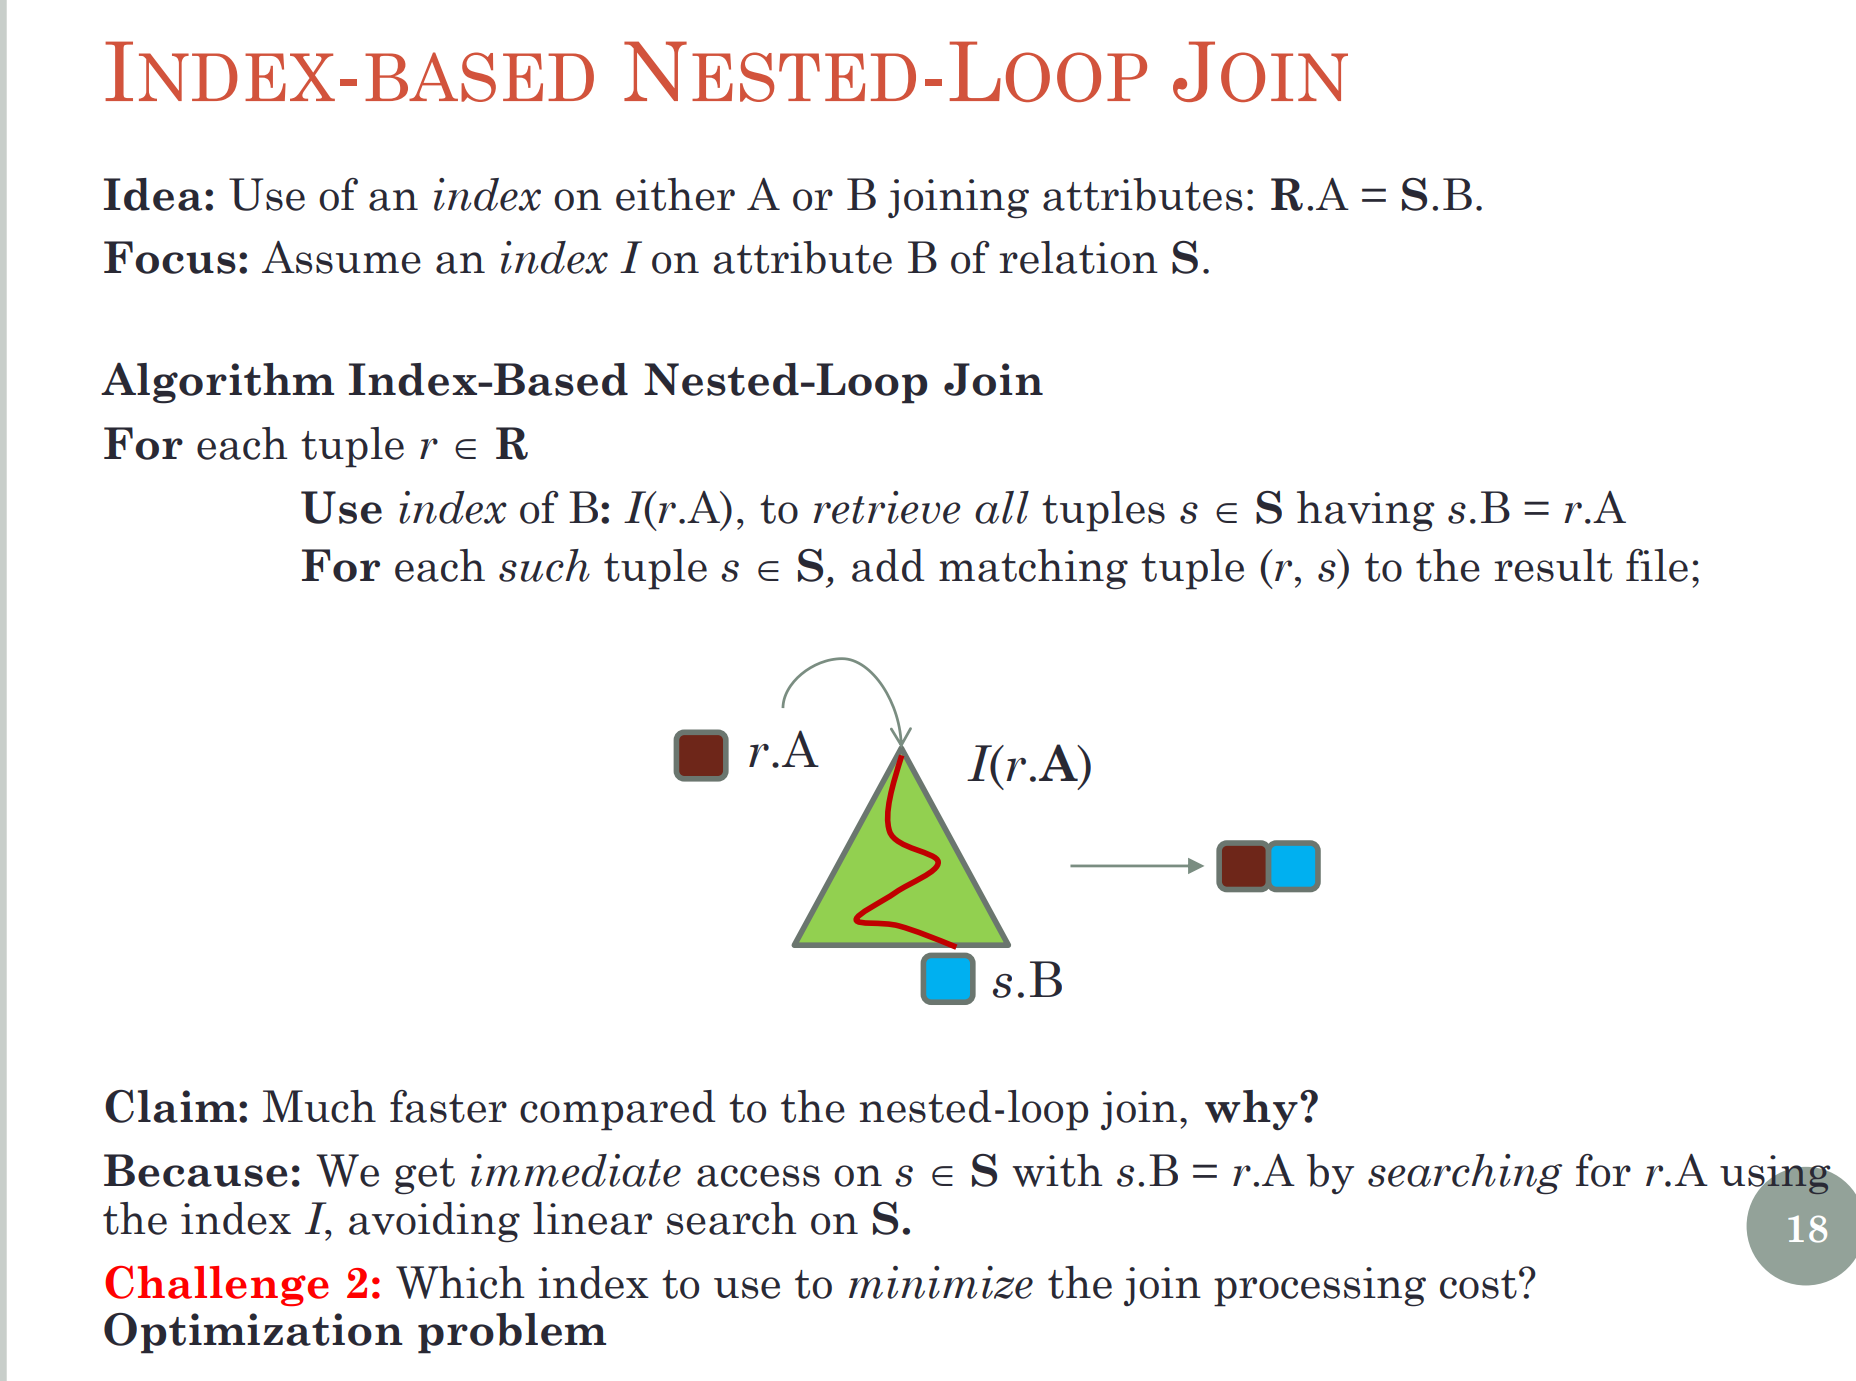 INDEX-BASED NESTED-LOOP JOIN
Idea: Use of an index on either A or B joining attributes: R.A = S.B.
Focus: Assume an index I on attribute B of relation S.
Algorithm Index-Based Nested-Loop Join
For each tuple r ∈ R
Use index of B: I(r.A), to retrieve all tuples s ∈ S having s.B = r.A
For each such tuple s ∈ S, add matching tuple (r, s) to the result file;
r.A
I(r.A)
s.B
Claim: Much faster compared to the nested-loop join, why?
Because: We get immediate access on s ∈ S with s.B = r.A by searching for r.A using
the index I, avoiding linear search on S.
18
Challenge 2: Which index to use to minimize the join processing cost?
Optimization problem